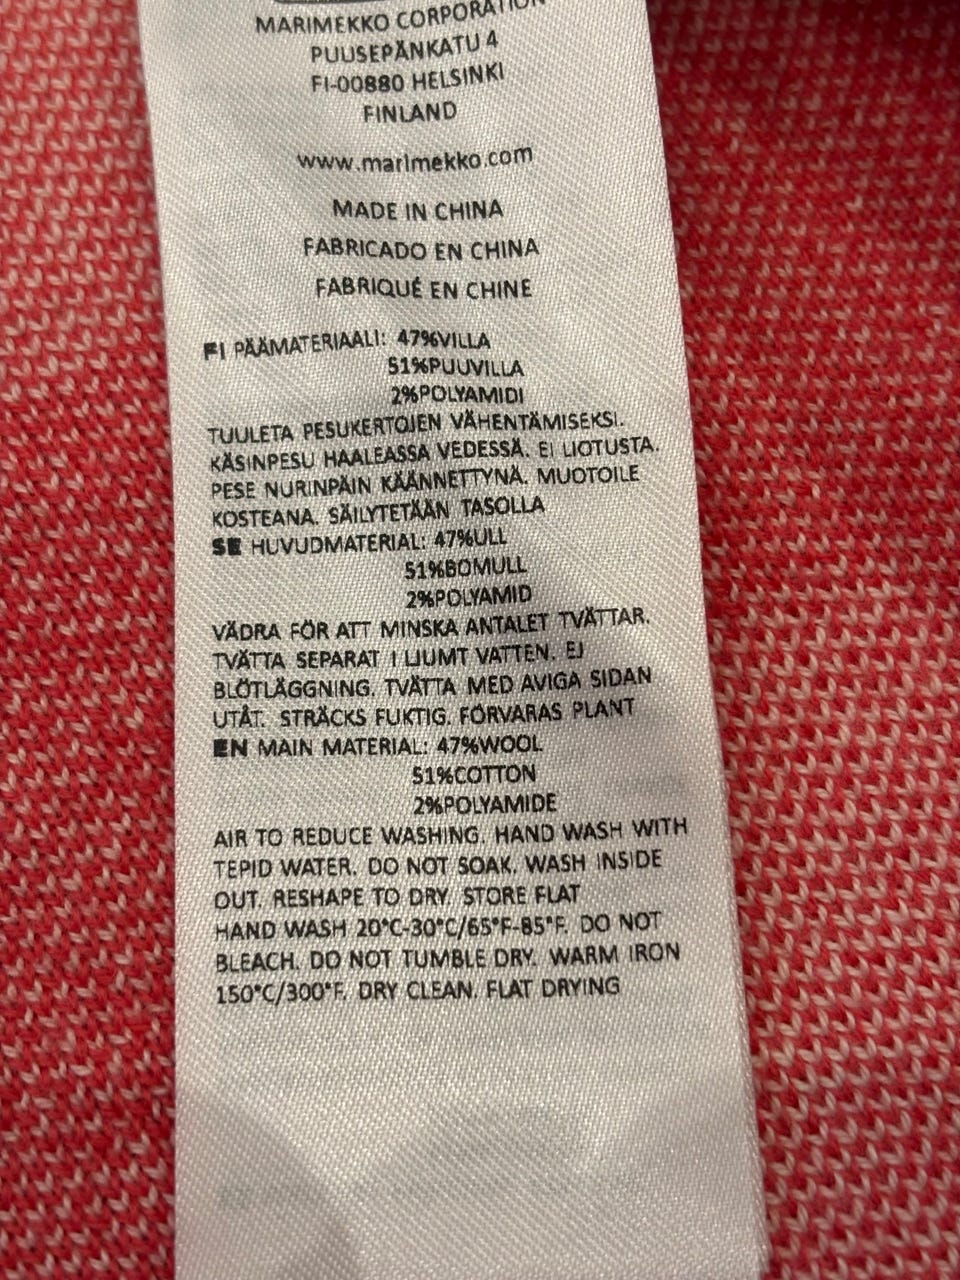 MARIMEKKO CORPORATION
PUUSEPÄNKATU 4
FI-00880 HELSINKI
FINLAND
www.marimekko.com
MADE IN CHINA
FABRICADO EN CHINA
FABRIQUÉ EN CHINE
FI PÄÄMATERIAALI: 47%VILLA
51%PUUVILLA
2%POLYAMIDI
TUULETA PESUKERTOJEN VÄHENTÄMISEKSI.
KÄSINPESU HAALEASSA VEDESSÄ. EI LIOTUSTA.
PESE NURINPÄIN KÄÄNNETTYNÄ. MUOTOILE
KOSTEANA. SÄILYTETÄÄN TASOLLA
SE HUVUDMATERIAL: 47%ULL
51%BOMULL
2%POLYAMID
VÄDRA FÖR ATT MINSKA ANTALET TVÄTTAR.
TVÄTTA SEPARAT I LJUMT VATTEN. EJ
BLÖTLÄGGNING. TVÄTTA MED AVIGA SIDAN
UTÅT. STRÄCKS FUKTIG. FÖRVARAS PLANT
EN MAIN MATERIAL: 47%WOOL
51%COTTON
2%POLYAMIDE
AIR TO REDUCE WASHING. HAND WASH WITH
TEPID WATER. DO NOT SOAK. WASH INSIDE
OUT. RESHAPE TO DRY. STORE FLAT
HAND WASH 20°C-30°C/65°F-85°F. DO NOT
BLEACH. DO NOT TUMBLE DRY. WARM IRON
150°C/300°F. DRY CLEAN. FLAT DRYING